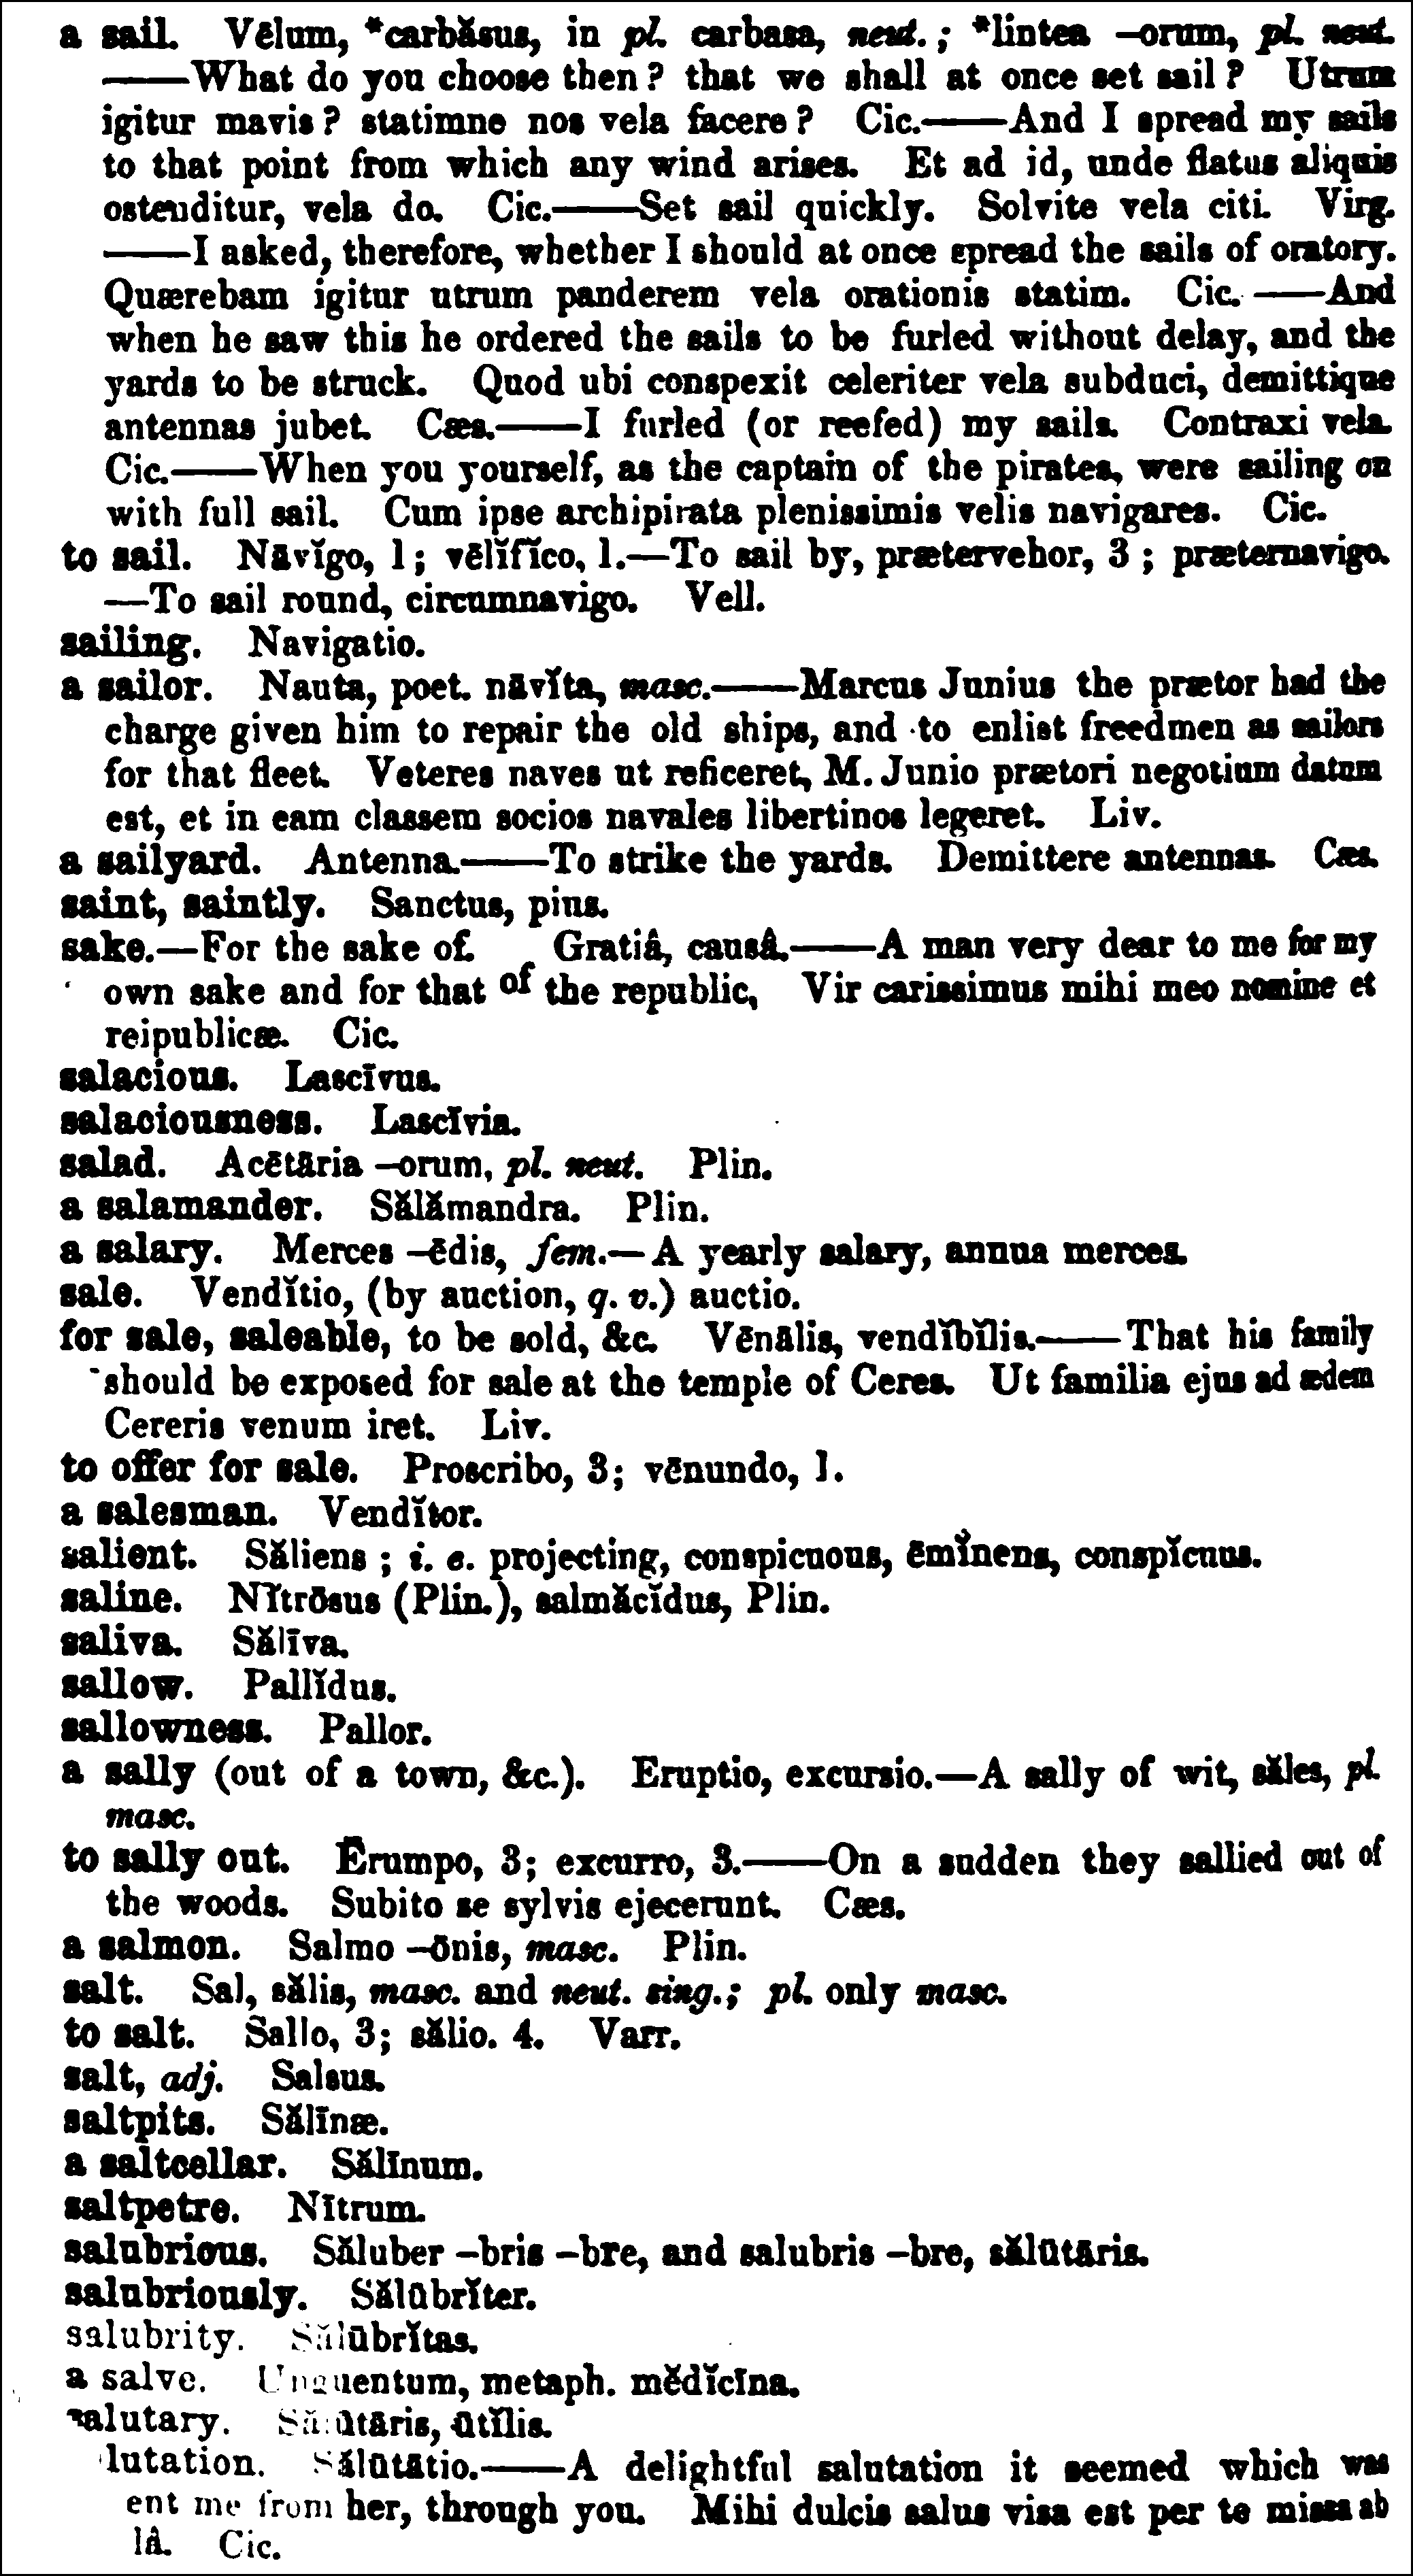 a sail. Vēlum, *carbăsus, in pl. carbasa, neut.; *lintea –orum, pl. neut.
——What do you choose then? that we shall at once set sail? Utrum
igitur mavis? statimne nos vela facere? Cic.——And I spread my sails
to that point from which any wind arises. Et ad id, unde flatus aliquis
ostenditur, vela do. Cic.——Set sail quickly. Solvite vela citi. Virg.
——I asked, therefore, whether I should at once spread the sails of oratory.
Quærebam igitur utrum panderem vela orationis statim. Cic.——And
when he saw this he ordered the sails to be furled without delay, and the
yards to be struck. Quod ubi conspexit celeriter vela subduci, demittique
antennas jubet. Cæs.——I furled (or reefed) my sails. Contraxi vela.
Cic.——When you yourself, as the captain of the pirates, were sailing on
with full sail. Cum ipse archipirata plenissimis velis navigares. Cic.
to sail. Nāvĭgo, 1; vēlĭfĭco, 1.—To sail by, prætervehor, 3; præternavigo.
—To sail round, circumnavigo. Vell.
sailing. Navigatio.
a sailor. Nauta, poet. nāvĭta, masc.——Marcus Junius the prætor had the
charge given him to repair the old ships, and to enlist freedmen as sailors
for that fleet. Veteres naves ut reficeret, M. Junio prætori negotium datum
est, et in eam classem socios navales libertinos legeret. Liv.
a sailyard. Antenna.——To strike the yards. Demittere antennas. Cæs.
saint, saintly. Sanctus, pius.
sake.—For the sake of. Gratiâ, causâ.——A man very dear to me for my
own sake and for that of the republic, Vir carissimus mihi meo nomine et
reipublicæ. Cic.
salacious. Lascīvus.
salaciousness. Lascīvia.
salad. Acētāria –orum, pl. neut. Plin.
a salamander. Sălămandra. Plin.
a salary. Merces –ēdis, fem.—A yearly salary, annua merces.
sale. Vendĭtio, (by auction, q. v.) auctio.
for sale, saleable, to be sold, &c. Vēnālis, vendĭbĭlis.——That his family
should be exposed for sale at the temple of Ceres. Ut familia ejus ad ædem
Cereris venum iret. Liv.
to offer for sale. Proscribo, 3; vēnundo, 1.
a salesman. Vendĭtor.
salient. Săliens; i. e. projecting, conspicuous, ēmĭnens, conspĭcuus.
saline. Nĭtrōsus (Plin.), salmăcĭdus, Plin.
saliva. Sălīva.
sallow. Pallĭdus.
sallowness. Pallor.
a sally (out of a town, &c.). Eruptio, excursio.—A sally of wit, săles, pl.
masc.
to sally out. Ērumpo, 3; excurro, 3.——On a sudden they sallied out of
the woods. Subito se sylvis ejecerunt. Cæs.
a salmon. Salmo –ōnis, masc. Plin.
salt. Sal, sălis, masc. and neut. sing.; pl. only masc.
to salt. Sallo, 3; sălio. 4. Varr.
salt, adj. Salsus.
saltpits. Sălīnæ.
a saltcellar. Sălīnum.
saltpetre. Nītrum.
salubrious. Săluber –bris –bre, and salubris –bre, sălūtāris.
salubriously. Sălūbrĭter.
salubrity. Sălūbrĭtas.
a salve. Unguentum, metaph. mĕdĭcīna.
salutary. Sălūtāris, ūtĭlis.
lutation. Sălūtātio.——A delightful salutation it seemed which was
ent me from her, through you. Mihi dulcis salus visa est per te missa ab
lâ. Cic.